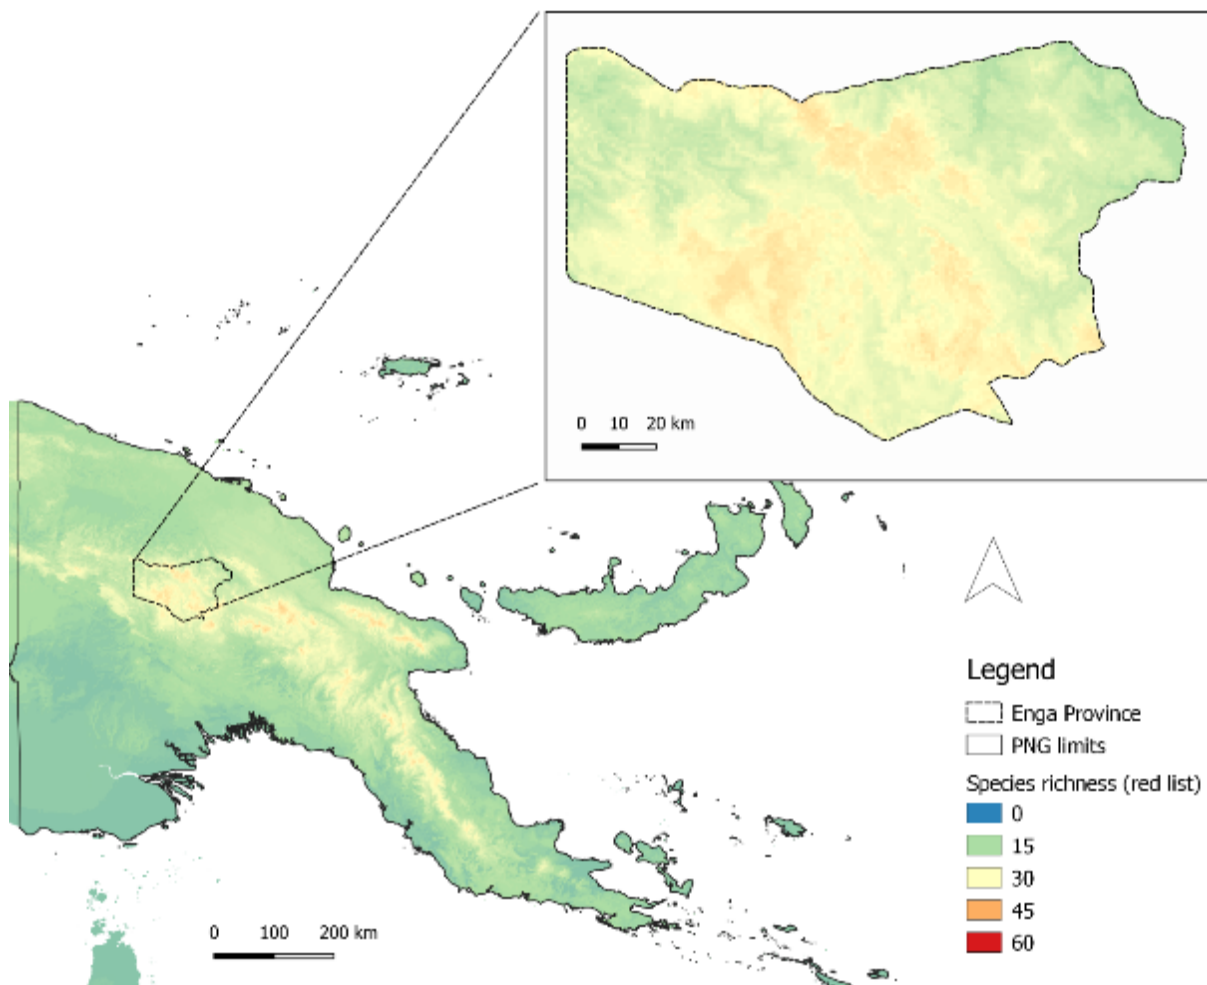 0 10 20 km
Legend
Enga Province
PNG limits
Species richness (red list)
0
15
30
45
60
0 100 200 km